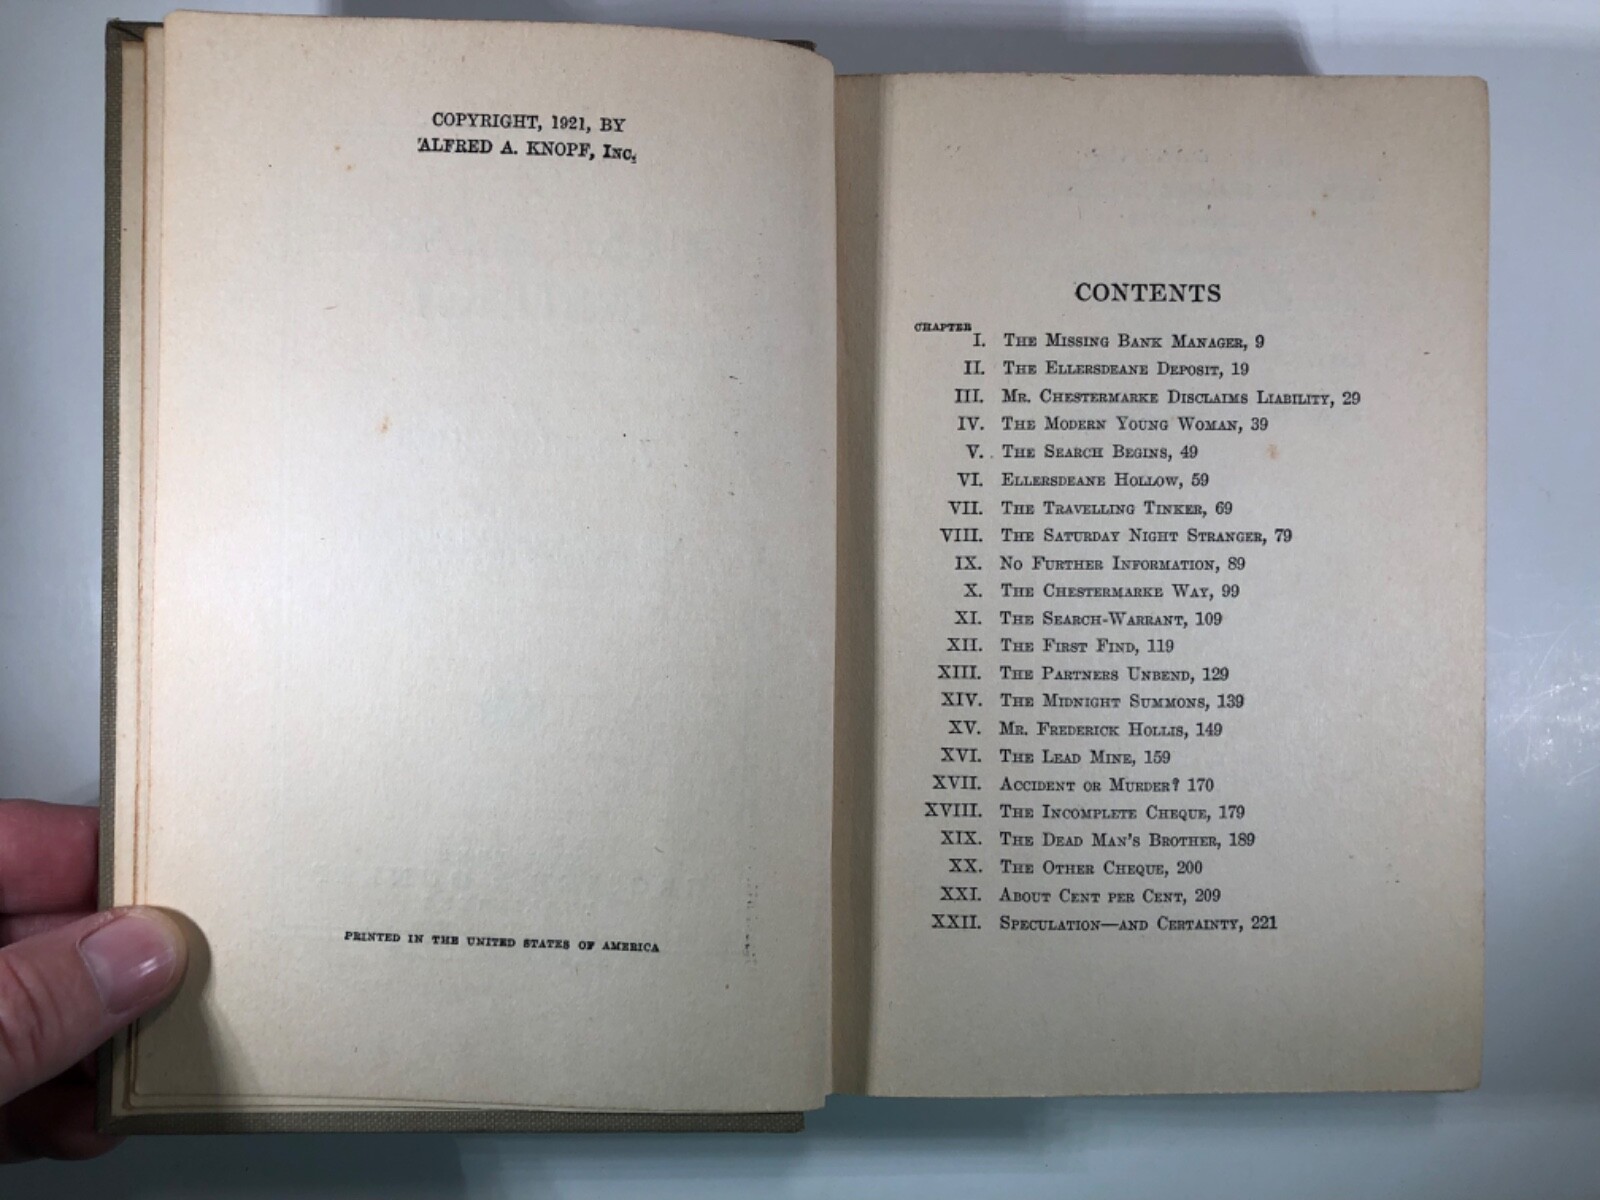 COPYRIGHT, 1921, BY
ALFRED A. KNOPF, Inc.
PRINTED IN THE UNITED STATES OF AMERICA
CONTENTS
CHAPTER
I. The Missing Bank Manager, 9
II. The Ellersdeane Deposit, 19
III. Mr. Chestermarke Disclaims Liability, 29
IV. The Modern Young Woman, 39
V. The Search Begins, 49
VI. Ellersdeane Hollow, 59
VII. The Travelling Tinker, 69
VIII. The Saturday Night Stranger, 79
IX. No Further Information, 89
X. The Chestermarke Way, 99
XI. The Search-Warrant, 109
XII. The First Find, 119
XIII. The Partners Unbend, 129
XIV. The Midnight Summons, 139
XV. Mr. Frederick Hollis, 149
XVI. The Lead Mine, 159
XVII. Accident or Murder? 170
XVIII. The Incomplete Cheque, 179
XIX. The Dead Man's Brother, 189
XX. The Other Cheque, 200
XXI. About Cent per Cent, 209
XXII. Speculation—and Certainty, 221